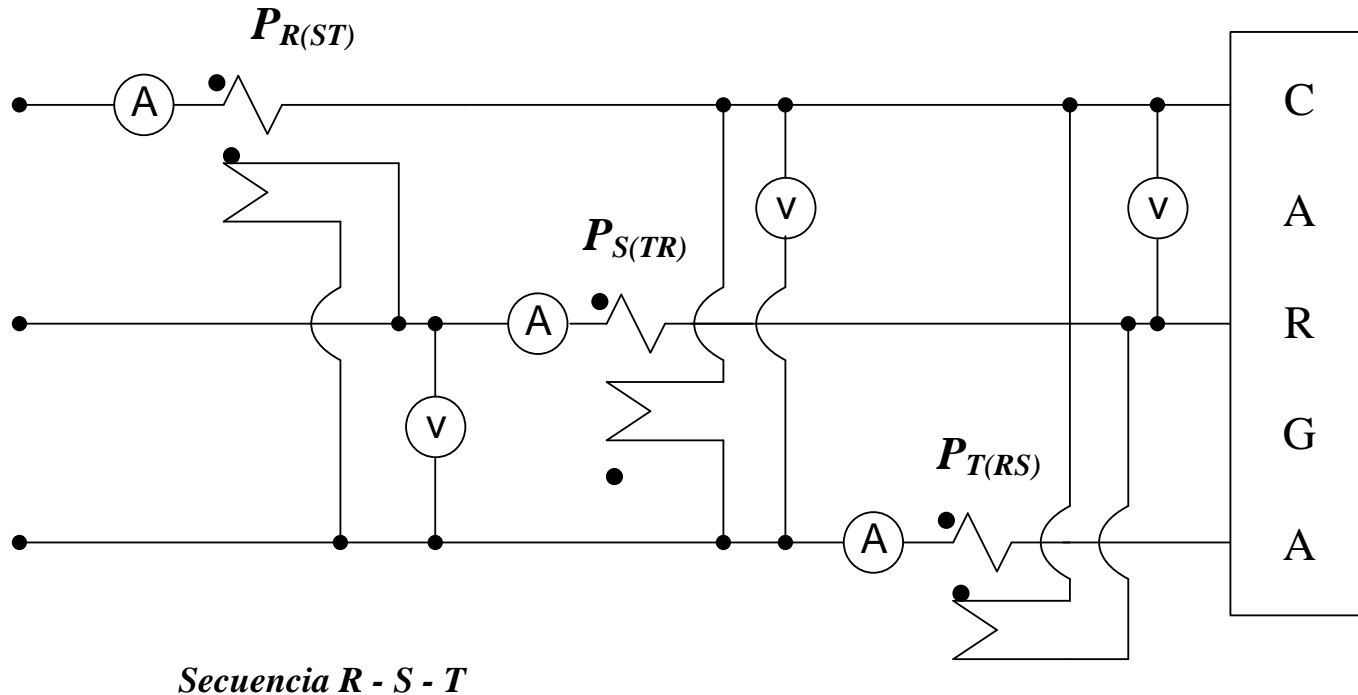 P_R(ST)
A
C
v
v
A
P_S(TR)
A
R
v
G
P_T(RS)
A
A
Secuencia R - S - T